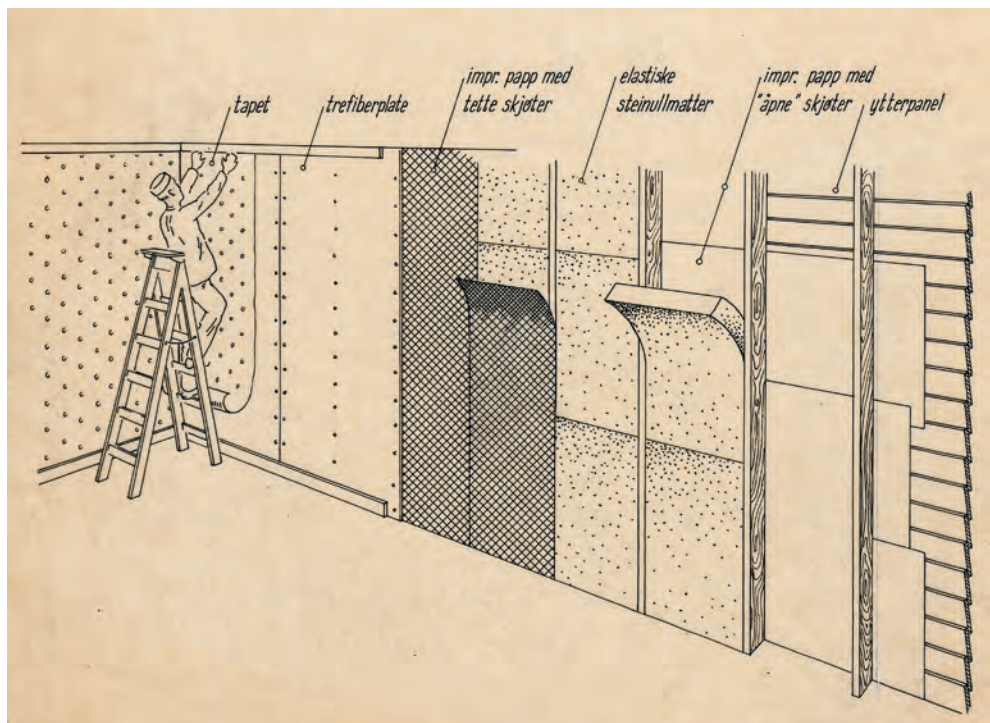 tapet
trefiberplate
impr. papp med
tette skjøter
elastiske
steinullmatter
impr. papp med
"åpne" skjøter
ytterpanel